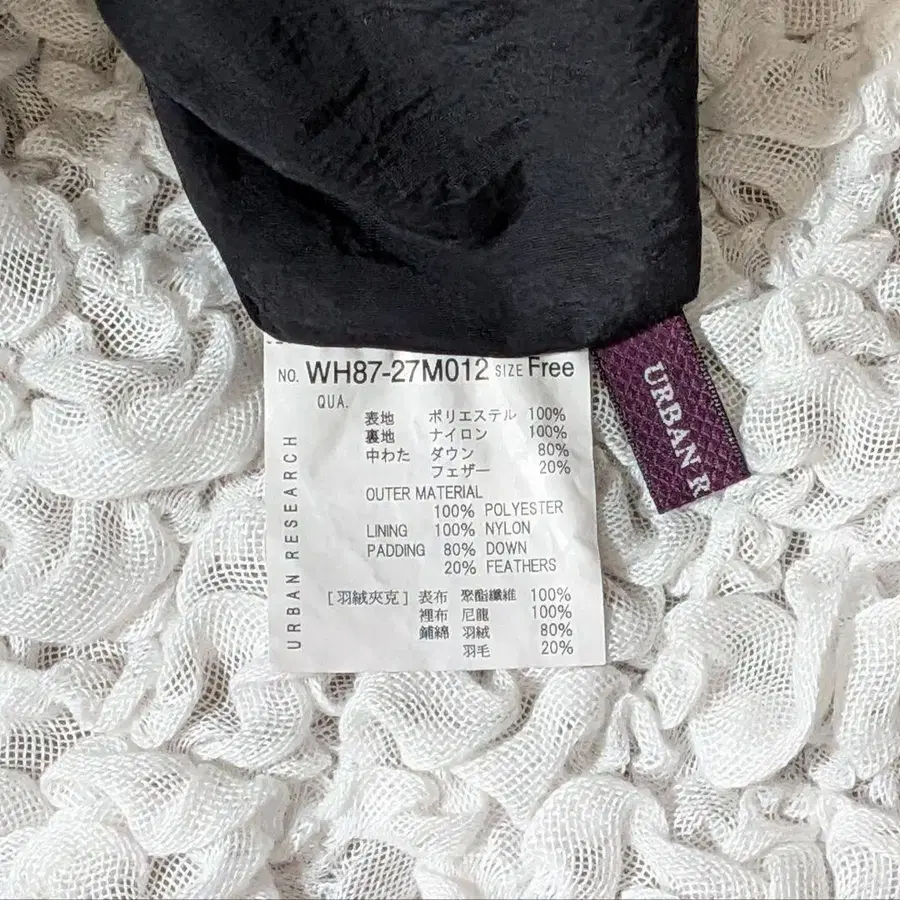 NO. WH87-27M012 SIZE Free
QUA.
表地 ポリエステル 100%
裏地 ナイロン 100%
中わた ダウン 80%
フェザー 20%
OUTER MATERIAL
100% POLYESTER
LINING 100% NYLON
PADDING 80% DOWN
20% FEATHERS
[羽絨夾克] 表布 聚酯纖維 100%
裡布 尼龍 100%
鋪綿 羽絨 80%
羽毛 20%
URBAN RESEARCH
URBAN R